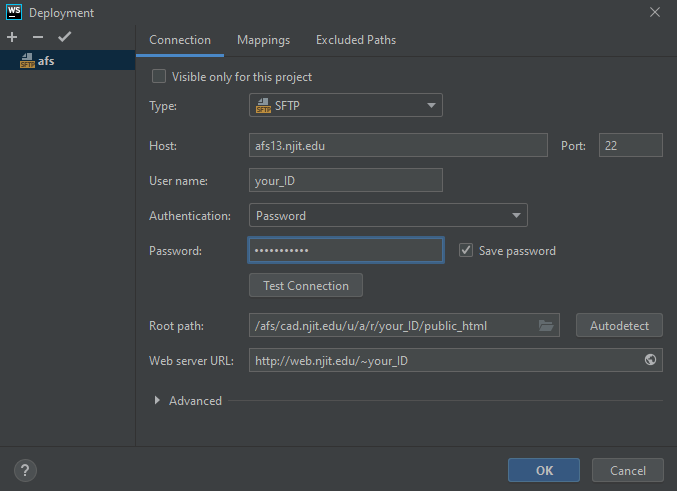 WS Deployment
Connection Mappings Excluded Paths
SFTP afs
Visible only for this project
Type: SFTP SFTP
Host: afs13.njit.edu Port: 22
User name: your_ID
Authentication: Password
Password: ••••••••••• Save password
Test Connection
Root path: /afs/cad.njit.edu/u/a/r/your_ID/public_html Autodetect
Web server URL: http://web.njit.edu/~your_ID
Advanced
? OK Cancel